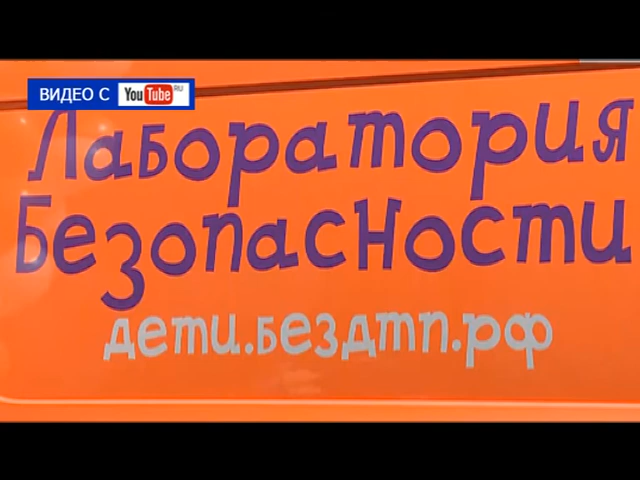 ВИДЕО С YouTube RU
Лаборатория
Безопасности
дети.бездтп.рф